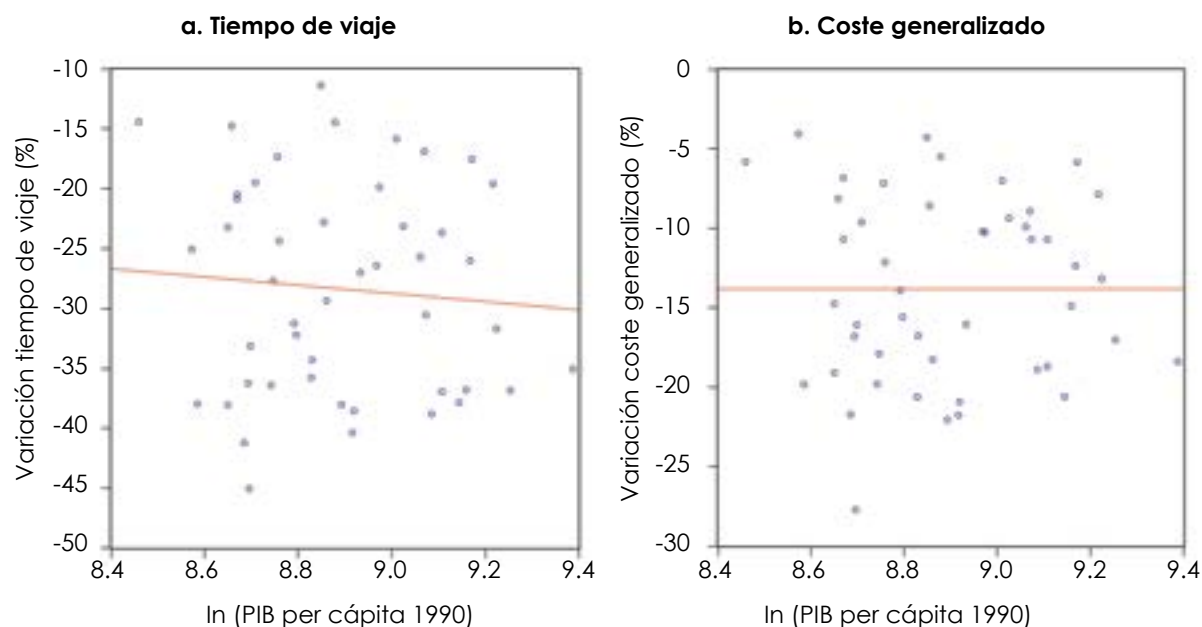 a. Tiempo de viaje
-10
-15
-20
-25
-30
-35
-40
-45
-50
Variación tiempo de viaje (%)
8.4 8.6 8.8 9.0 9.2 9.4
ln (PIB per cápita 1990)
b. Coste generalizado
0
-5
-10
-15
-20
-25
-30
Variación coste generalizado (%)
8.4 8.6 8.8 9.0 9.2 9.4
ln (PIB per cápita 1990)